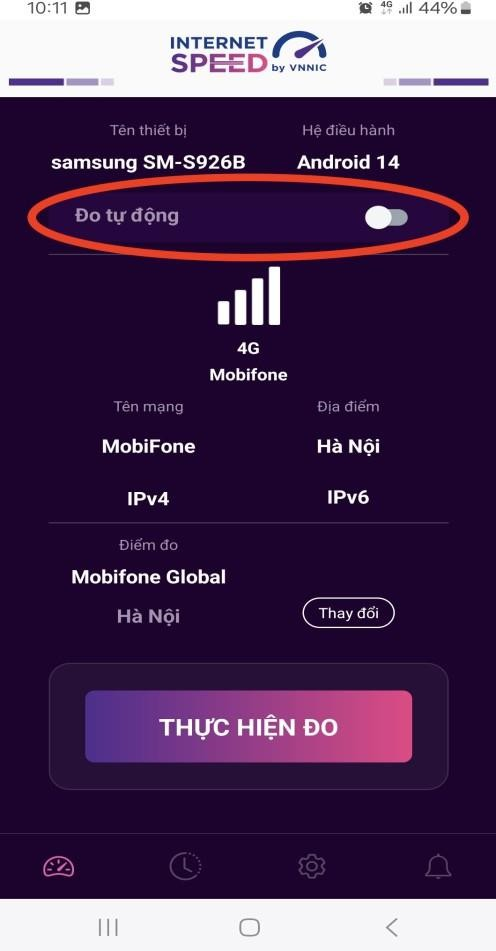 10:11 4G 44%
INTERNET
SPEED by VNNIC
Tên thiết bị Hệ điều hành
samsung SM-S926B Android 14
Đo tự động
4G
Mobifone
Tên mạng Địa điểm
MobiFone Hà Nội
IPv4 IPv6
Điểm đo
Mobifone Global
Hà Nội Thay đổi
THỰC HIỆN ĐO